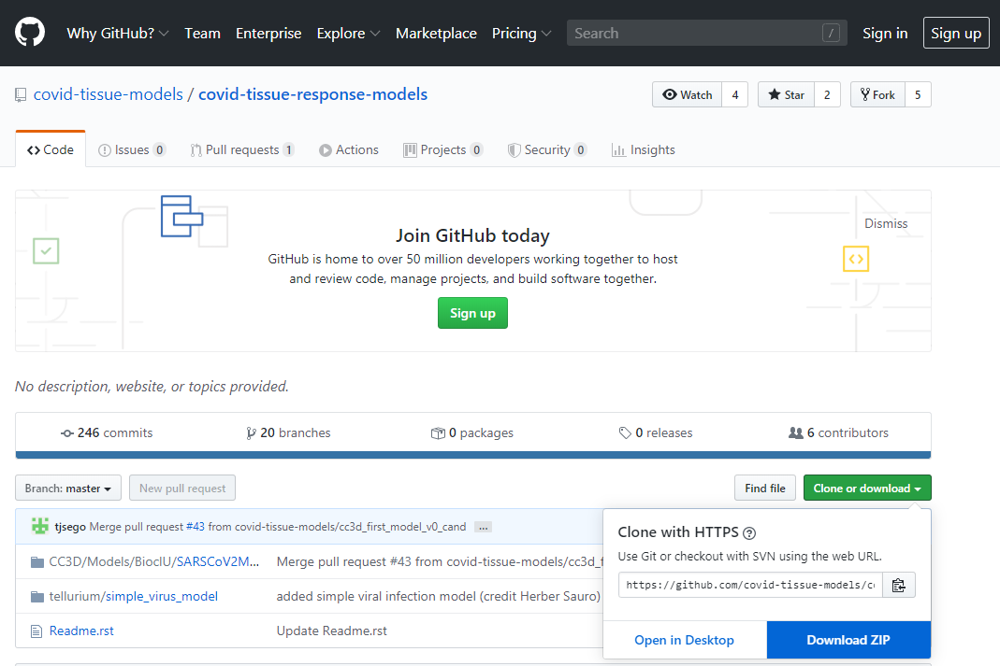 Why GitHub? Team Enterprise Explore Marketplace Pricing Search / Sign in Sign up
covid-tissue-models / covid-tissue-response-models Watch 4 Star 2 Fork 5
Code Issues 0 Pull requests 1 Actions Projects 0 Security 0 Insights
Dismiss
Join GitHub today
GitHub is home to over 50 million developers working together to host
and review code, manage projects, and build software together.
Sign up
No description, website, or topics provided.
246 commits 20 branches 0 packages 0 releases 6 contributors
Branch: master New pull request Find file Clone or download
tjsego Merge pull request #43 from covid-tissue-models/cc3d_first_model_v0_cand ...
CC3D/Models/BiocIU/SARSCoV2M... Merge pull request #43 from covid-tissue-models/cc3d_f
tellurium/simple_virus_model added simple viral infection model (credit Herber Sauro)
Readme.rst Update Readme.rst
Clone with HTTPS ?
Use Git or checkout with SVN using the web URL.
https://github.com/covid-tissue-models/co
Open in Desktop Download ZIP